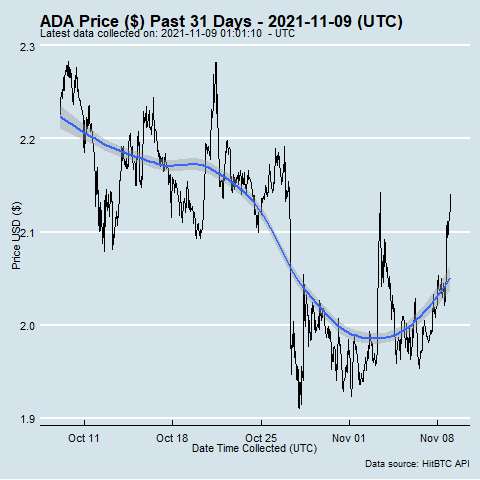 ADA Price ($) Past 31 Days - 2021-11-09 (UTC)
Latest data collected on: 2021-11-09 01:01:10 - UTC
2.3
2.2
2.1
2.0
1.9
Price USD ($)
Oct 11 Oct 18 Oct 25 Nov 01 Nov 08
Date Time Collected (UTC)
Data source: HitBTC API